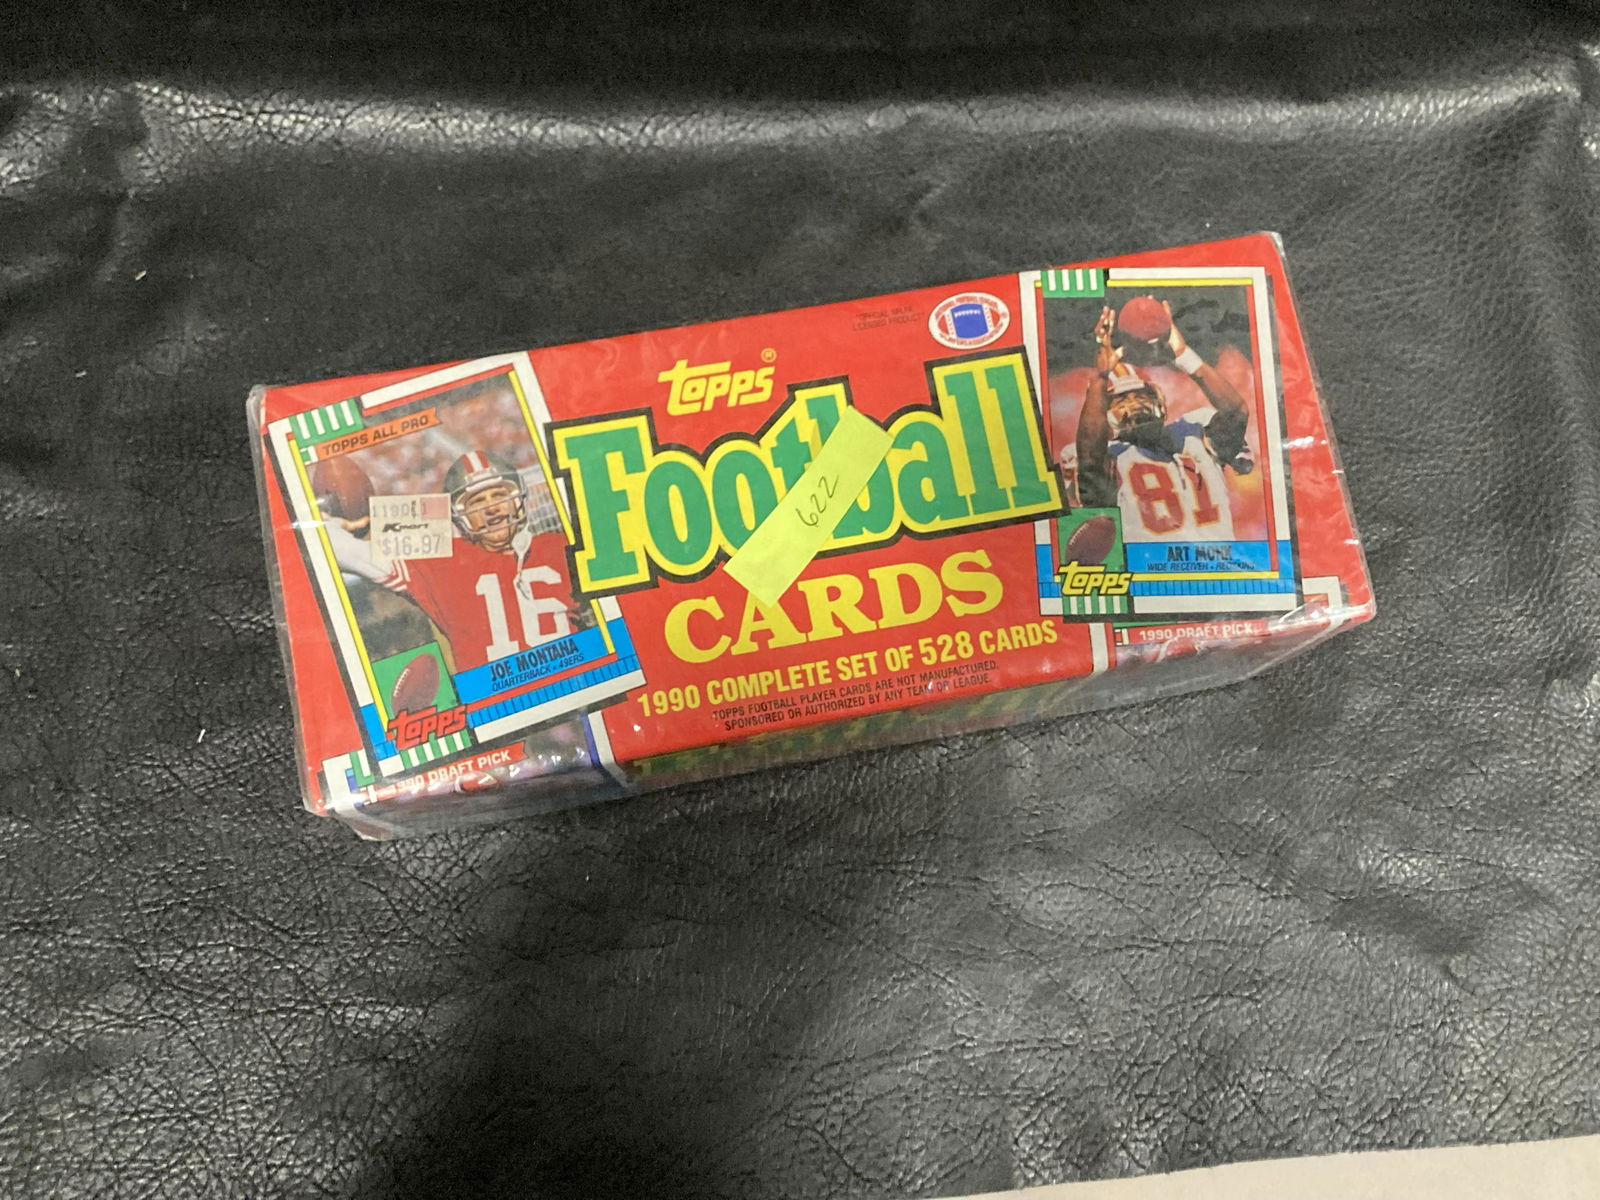 Topps®
"OFFICIAL NFLPA
LICENSED PRODUCT"
Football
CARDS
1990 COMPLETE SET OF 528 CARDS
TOPPS FOOTBALL PLAYER CARDS ARE NOT MANUFACTURED,
SPONSORED OR AUTHORIZED BY ANY TEAM OR LEAGUE.
622
TOPPS ALL PRO
Kmart
$16.97
16
JOE MONTANA
QUARTERBACK • 49ERS
Topps
1990 DRAFT PICK
81
ART MONK
WIDE RECEIVER • REDSKINS
Topps
1990 DRAFT PICK